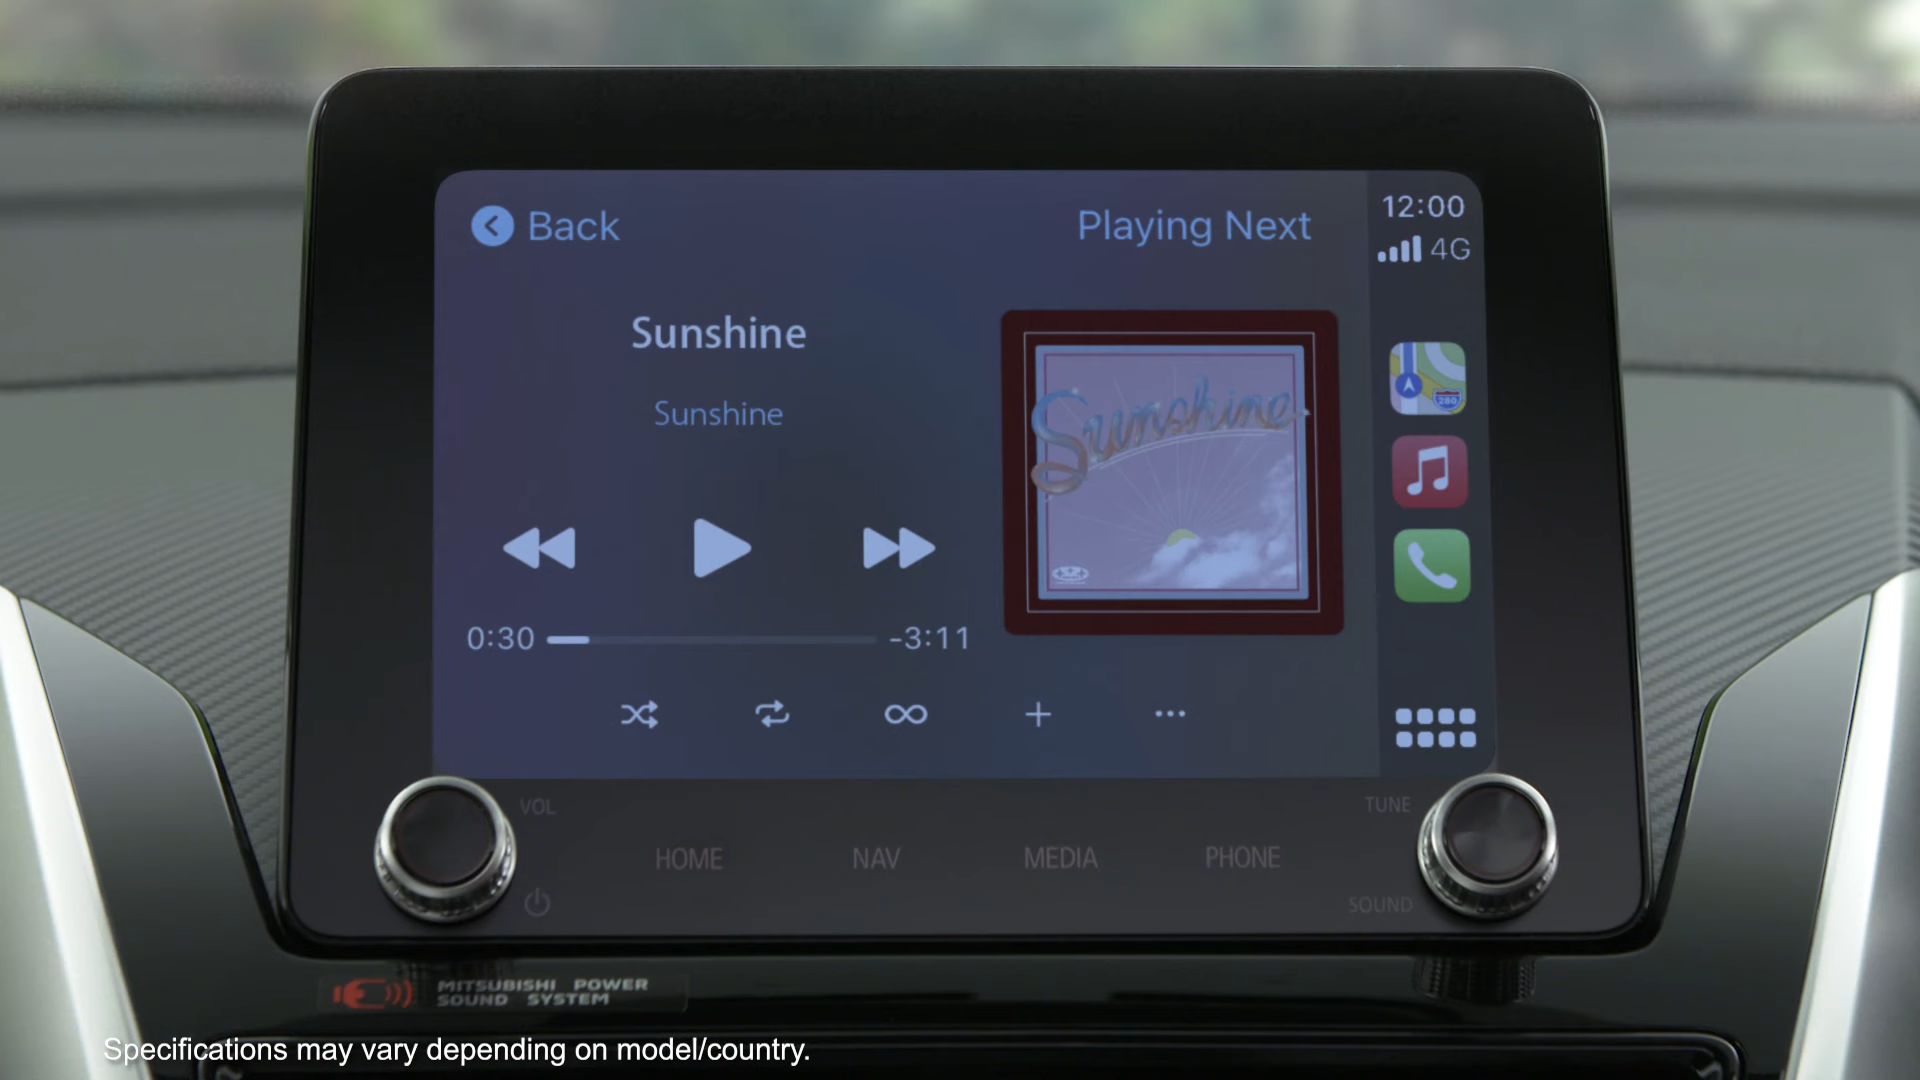 Back
Playing Next
12:00
4G
Sunshine
Sunshine
Sunshine
280
0:30
-3:11
VOL
TUNE
HOME
NAV
MEDIA
PHONE
SOUND
MITSUBISHI POWER
SOUND SYSTEM
Specifications may vary depending on model/country.